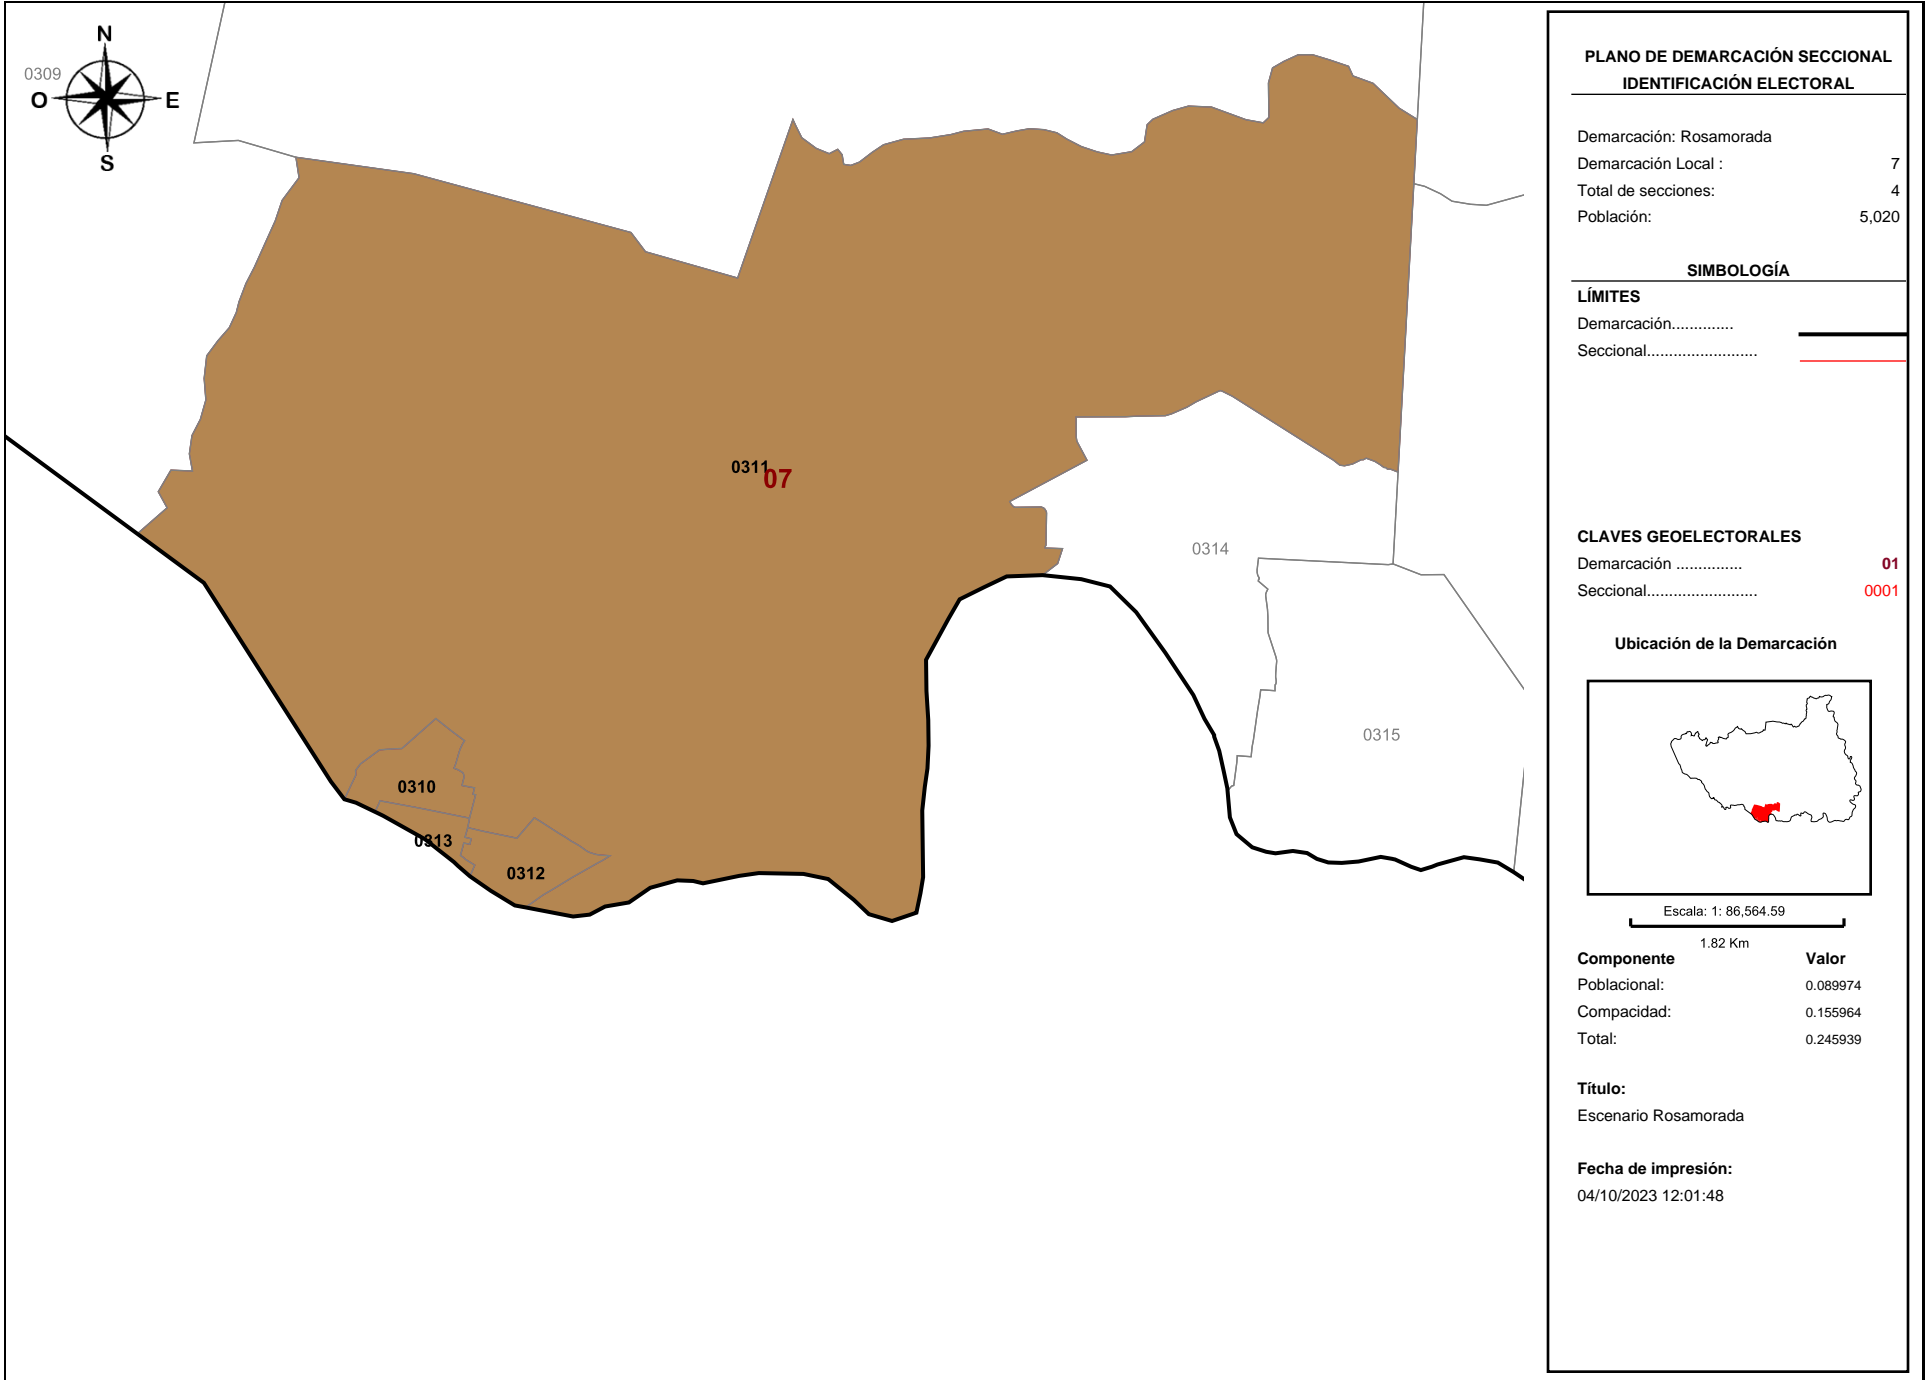 N
0309
O
E
S
0311
07
0314
0315
0310
0313
0312
PLANO DE DEMARCACIÓN SECCIONAL
IDENTIFICACIÓN ELECTORAL
Demarcación: Rosamorada
Demarcación Local : 7
Total de secciones: 4
Población: 5,020
SIMBOLOGÍA
LÍMITES
Demarcación..............
Seccional.........................
CLAVES GEOELECTORALES
Demarcación ............... 01
Seccional......................... 0001
Ubicación de la Demarcación
Escala: 1: 86,564.59
1.82 Km
Componente Valor
Poblacional: 0.089974
Compacidad: 0.155964
Total: 0.245939
Título:
Escenario Rosamorada
Fecha de impresión:
04/10/2023 12:01:48